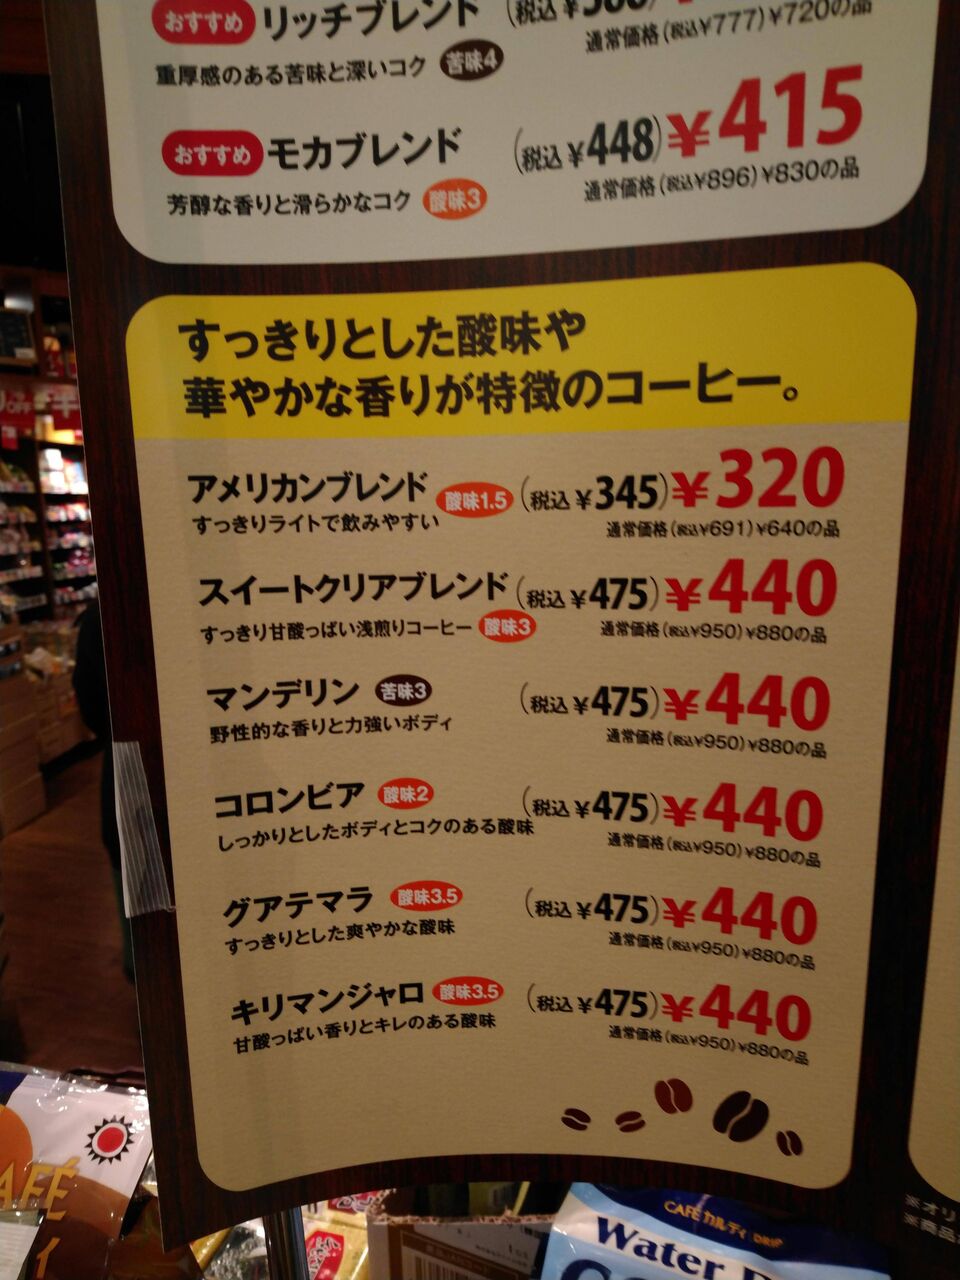 おすすめ リッチブレンド
通常価格(税込¥777)¥720の品
重厚感のある苦味と深いコク 苦味4
おすすめ モカブレンド (税込¥448)¥415
通常価格(税込¥896)¥830の品
芳醇な香りと滑らかなコク 酸味3
すっきりとした酸味や
華やかな香りが特徴のコーヒー。
アメリカンブレンド 酸味1.5 (税込¥345)¥320
すっきりライトで飲みやすい 通常価格(税込¥691)¥640の品
スイートクリアブレンド (税込¥475)¥440
すっきり甘酸っぱい浅煎りコーヒー 酸味3 通常価格(税込¥950)¥880の品
マンデリン 苦味3 (税込¥475)¥440
野性的な香りと力強いボディ 通常価格(税込¥950)¥880の品
コロンビア 酸味2 (税込¥475)¥440
しっかりとしたボディとコクのある酸味 通常価格(税込¥950)¥880の品
グアテマラ 酸味3.5 (税込¥475)¥440
すっきりとした爽やかな酸味 通常価格(税込¥950)¥880の品
キリマンジャロ 酸味3.5 (税込¥475)¥440
甘酸っぱい香りとキレのある酸味 通常価格(税込¥950)¥880の品
CAFÉ カルディ DRIP
Water